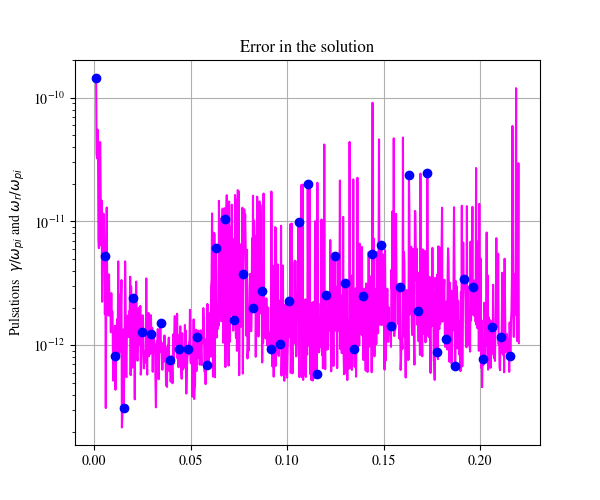 Error in the solution
Pulsations γ/ω_{pi} and ω_r/ω_{pi}
10^{-10}
10^{-11}
10^{-12}
0.00 0.05 0.10 0.15 0.20